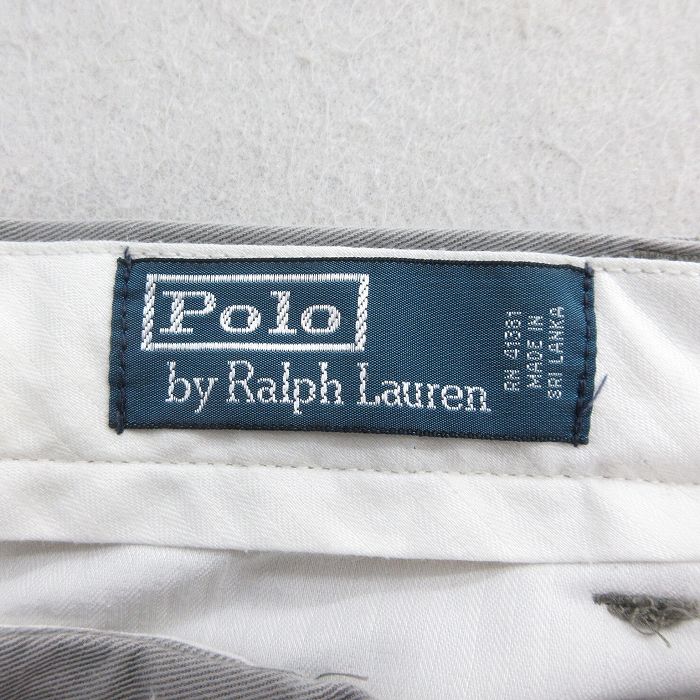 Polo
by Ralph Lauren
RN 41381
MADE IN
SRI LANKA